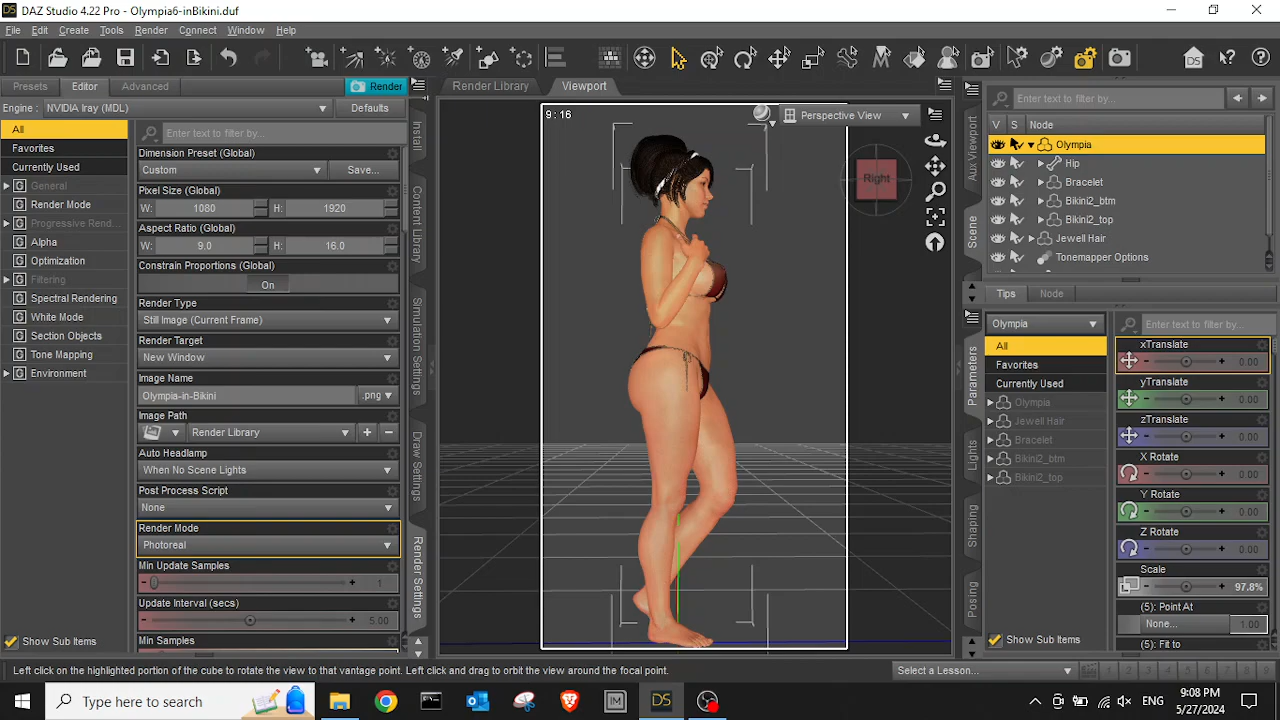 DAZ Studio 4.22 Pro - Olympia6-inBikini.duf
File Edit Create Tools Render Connect Window Help
Presets Editor Advanced Render
Engine : NVIDIA Iray (MDL) Defaults
All
Favorites
Currently Used
General
Render Mode
Progressive Rend...
Alpha
Optimization
Filtering
Spectral Rendering
White Mode
Section Objects
Tone Mapping
Environment
Show Sub Items
Enter text to filter by...
Dimension Preset (Global)
Custom Save...
Pixel Size (Global)
W: 1080 H: 1920
Aspect Ratio (Global)
W: 9.0 H: 16.0
Constrain Proportions (Global)
On
Render Type
Still Image (Current Frame)
Render Target
New Window
Image Name
Olympia-in-Bikini .png
Image Path
Render Library
Auto Headlamp
When No Scene Lights
Post Process Script
None
Render Mode
Photoreal
Min Update Samples
1
Update Interval (secs)
5.00
Min Samples
Install
Content Library
Simulation Settings
Draw Settings
Render Settings
Render Library Viewport
9 : 16
Perspective View
Right
Aux Viewport
Scene
Enter text to filter by...
V S Node
Olympia
Hip
Bracelet
Bikini2_btm
Bikini2_top
Jewell Hair
Tonemapper Options
Tips Node
Parameters
Lights
Shaping
Posing
Olympia
All
Favorites
Currently Used
Olympia
Jewell Hair
Bracelet
Bikini2_btm
Bikini2_top
Show Sub Items
Enter text to filter by...
xTranslate
0.00
yTranslate
0.00
zTranslate
0.00
X Rotate
0.00
Y Rotate
0.00
Z Rotate
0.00
Scale
97.8%
(5): Point At
None... 1.00
(5): Fit to
Left click on the highlighted portion of the cube to rotate the view to that vantage point. Left click and drag to orbit the view around the focal point.
Select a Lesson... 1 2 3 4 5 6 7 8 9
Type here to search
ENG
9:08 PM
5/27/2024